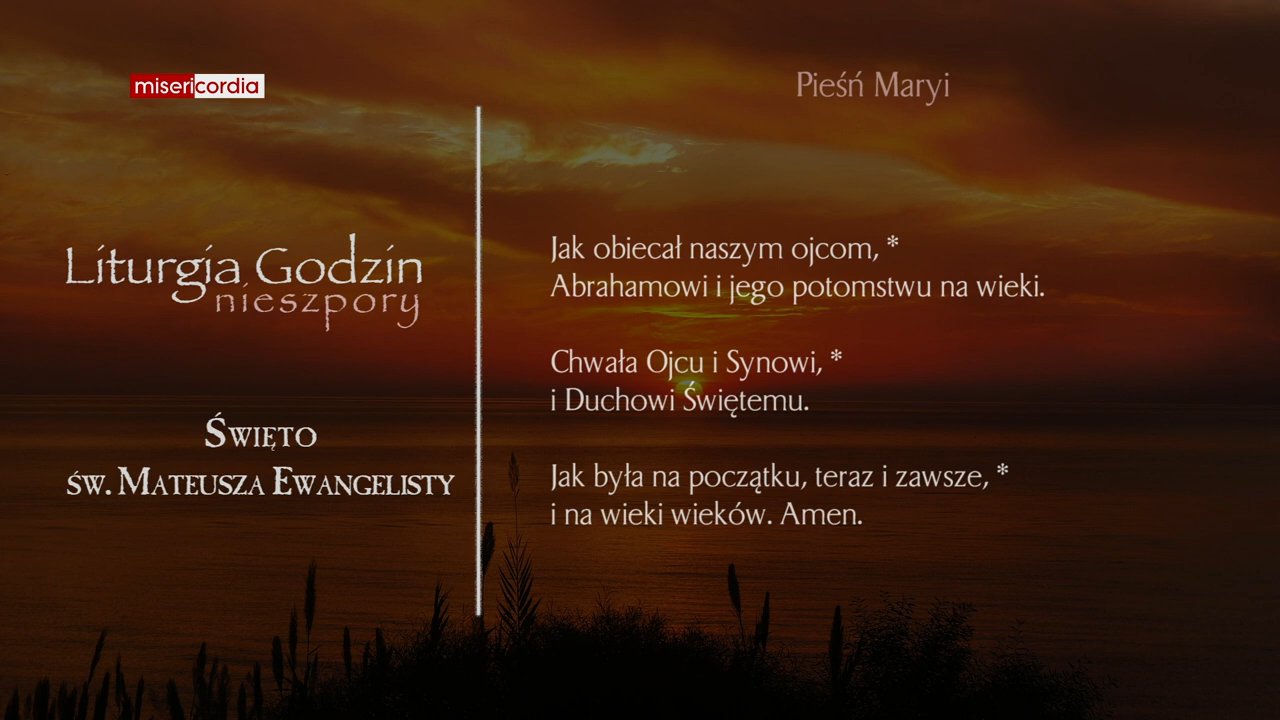 misericordia
Pieśń Maryi
Liturgia Godzin
nieszpory
Święto
św. Mateusza Ewangelisty
Jak obiecał naszym ojcom, *
Abrahamowi i jego potomstwu na wieki.
Chwała Ojcu i Synowi, *
i Duchowi Świętemu.
Jak była na początku, teraz i zawsze, *
i na wieki wieków. Amen.